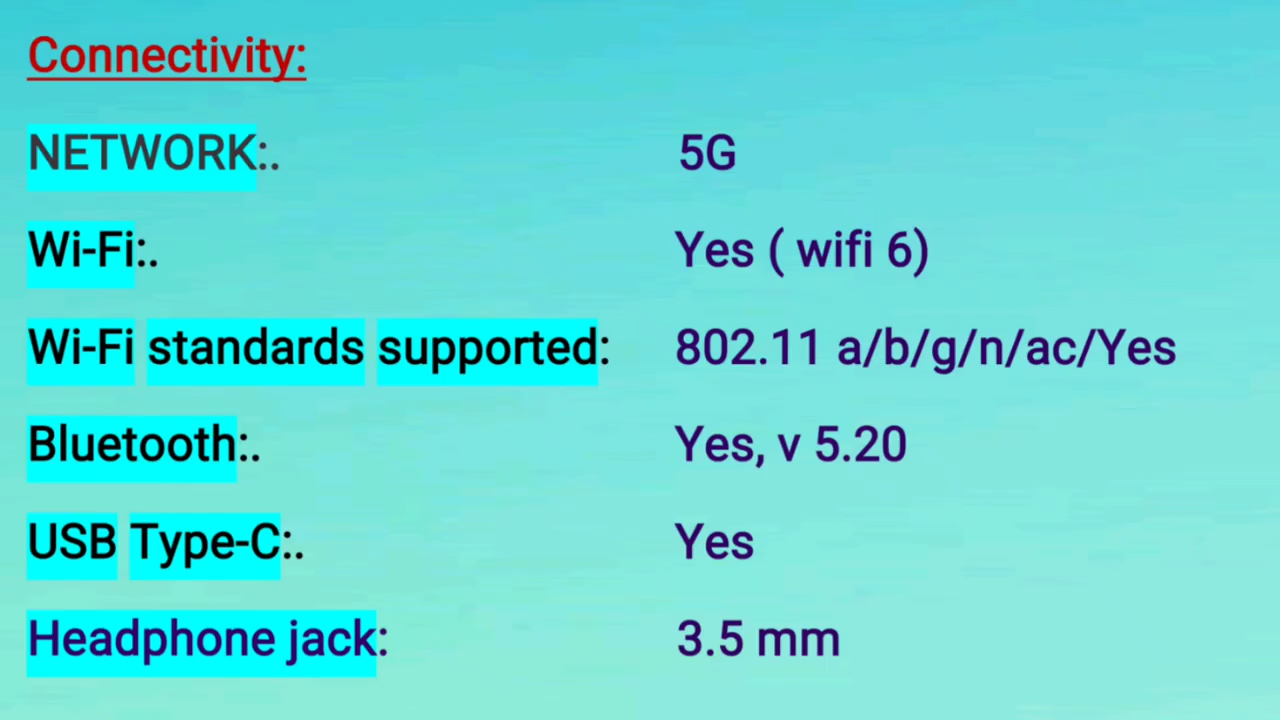 Connectivity:
NETWORK:. 5G
Wi-Fi:. Yes ( wifi 6)
Wi-Fi standards supported: 802.11 a/b/g/n/ac/Yes
Bluetooth:. Yes, v 5.20
USB Type-C:. Yes
Headphone jack: 3.5 mm